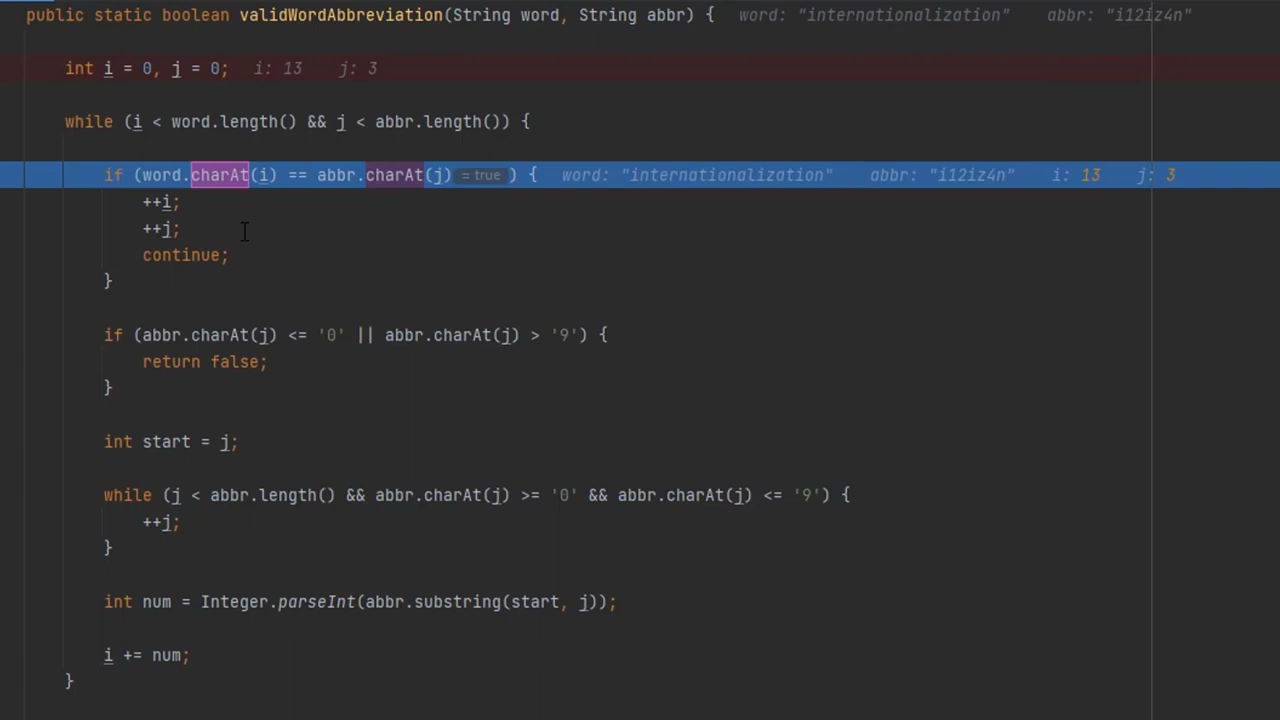 public static boolean validWordAbbreviation(String word, String abbr) { word: "internationalization" abbr: "i12iz4n"
int i = 0, j = 0; i: 13 j: 3
while (i < word.length() && j < abbr.length()) {
if (word.charAt(i) == abbr.charAt(j) = true ) { word: "internationalization" abbr: "i12iz4n" i: 13 j: 3
++i;
++j;
continue;
}
if (abbr.charAt(j) <= '0' || abbr.charAt(j) > '9') {
return false;
}
int start = j;
while (j < abbr.length() && abbr.charAt(j) >= '0' && abbr.charAt(j) <= '9') {
++j;
}
int num = Integer.parseInt(abbr.substring(start, j));
i += num;
}